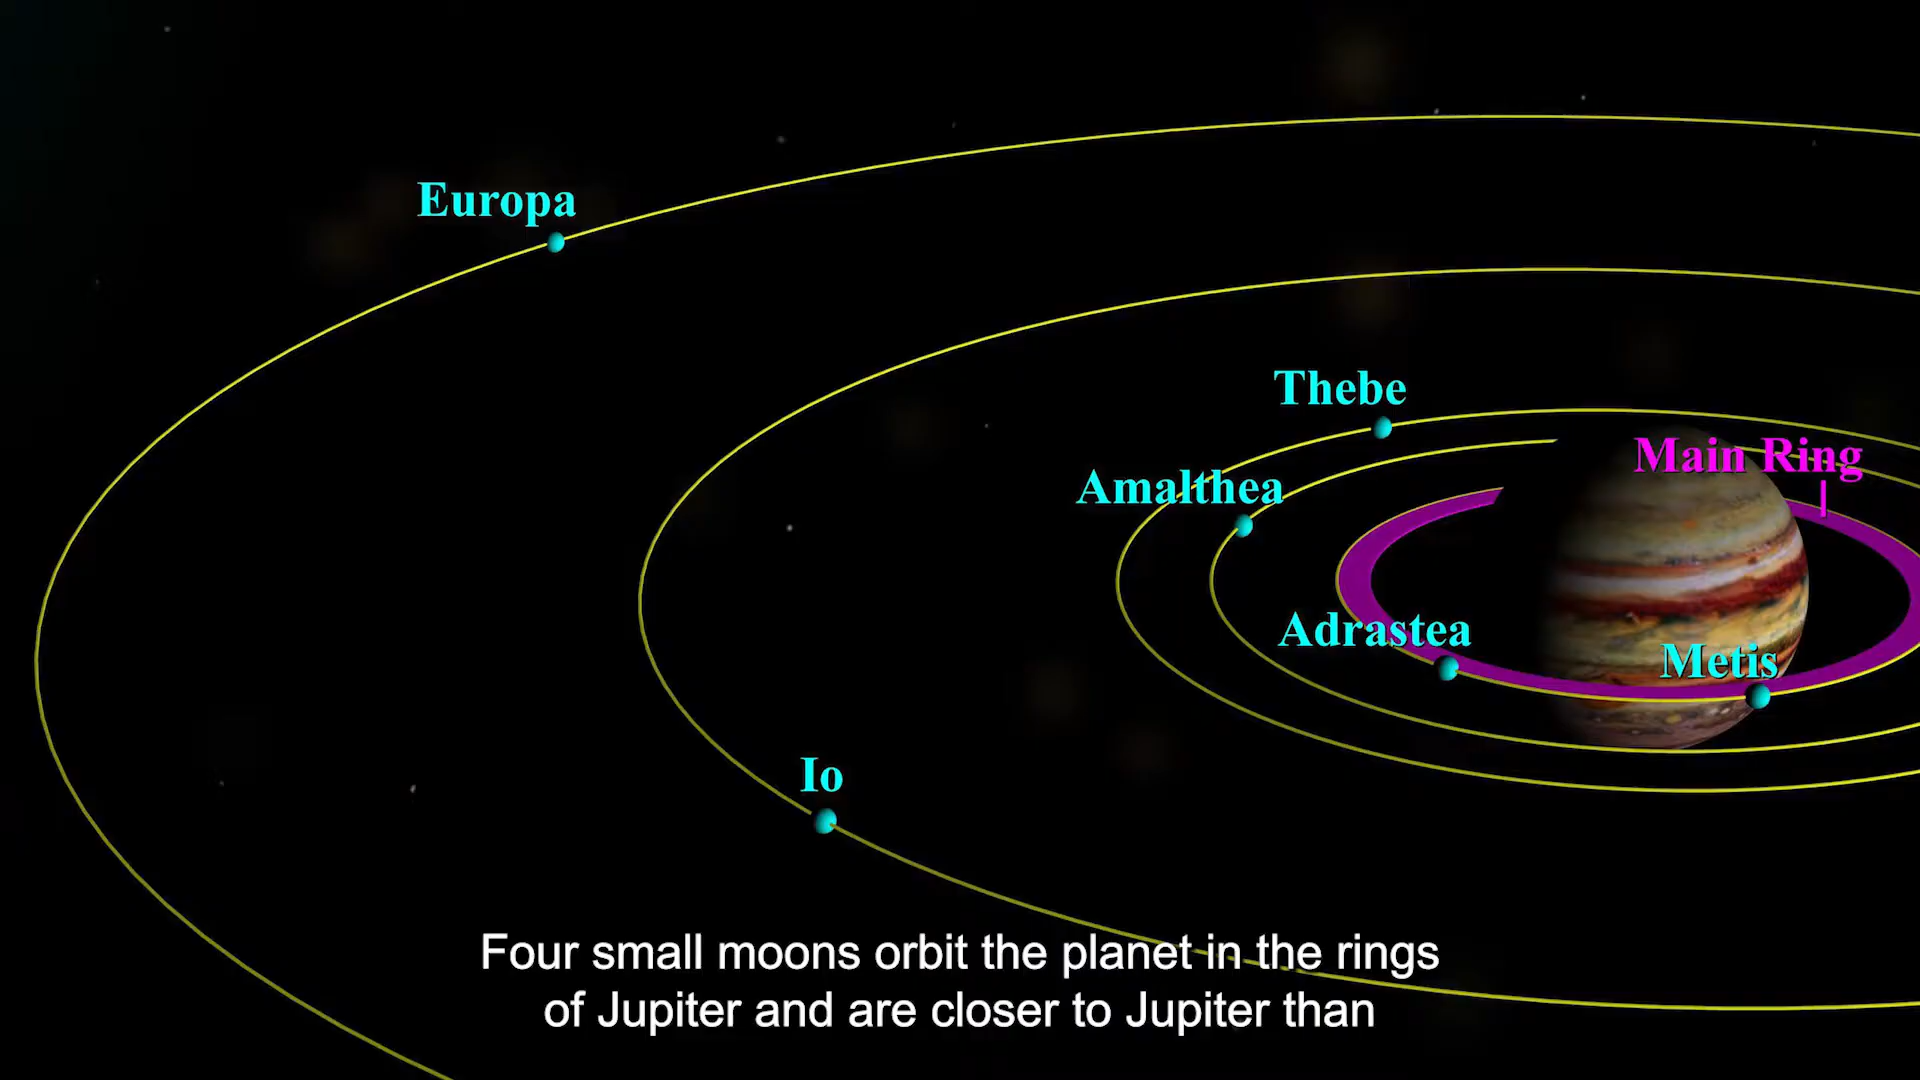 Europa
Thebe
Main Ring
Amalthea
Adrastea
Metis
Io
Four small moons orbit the planet in the rings
of Jupiter and are closer to Jupiter than